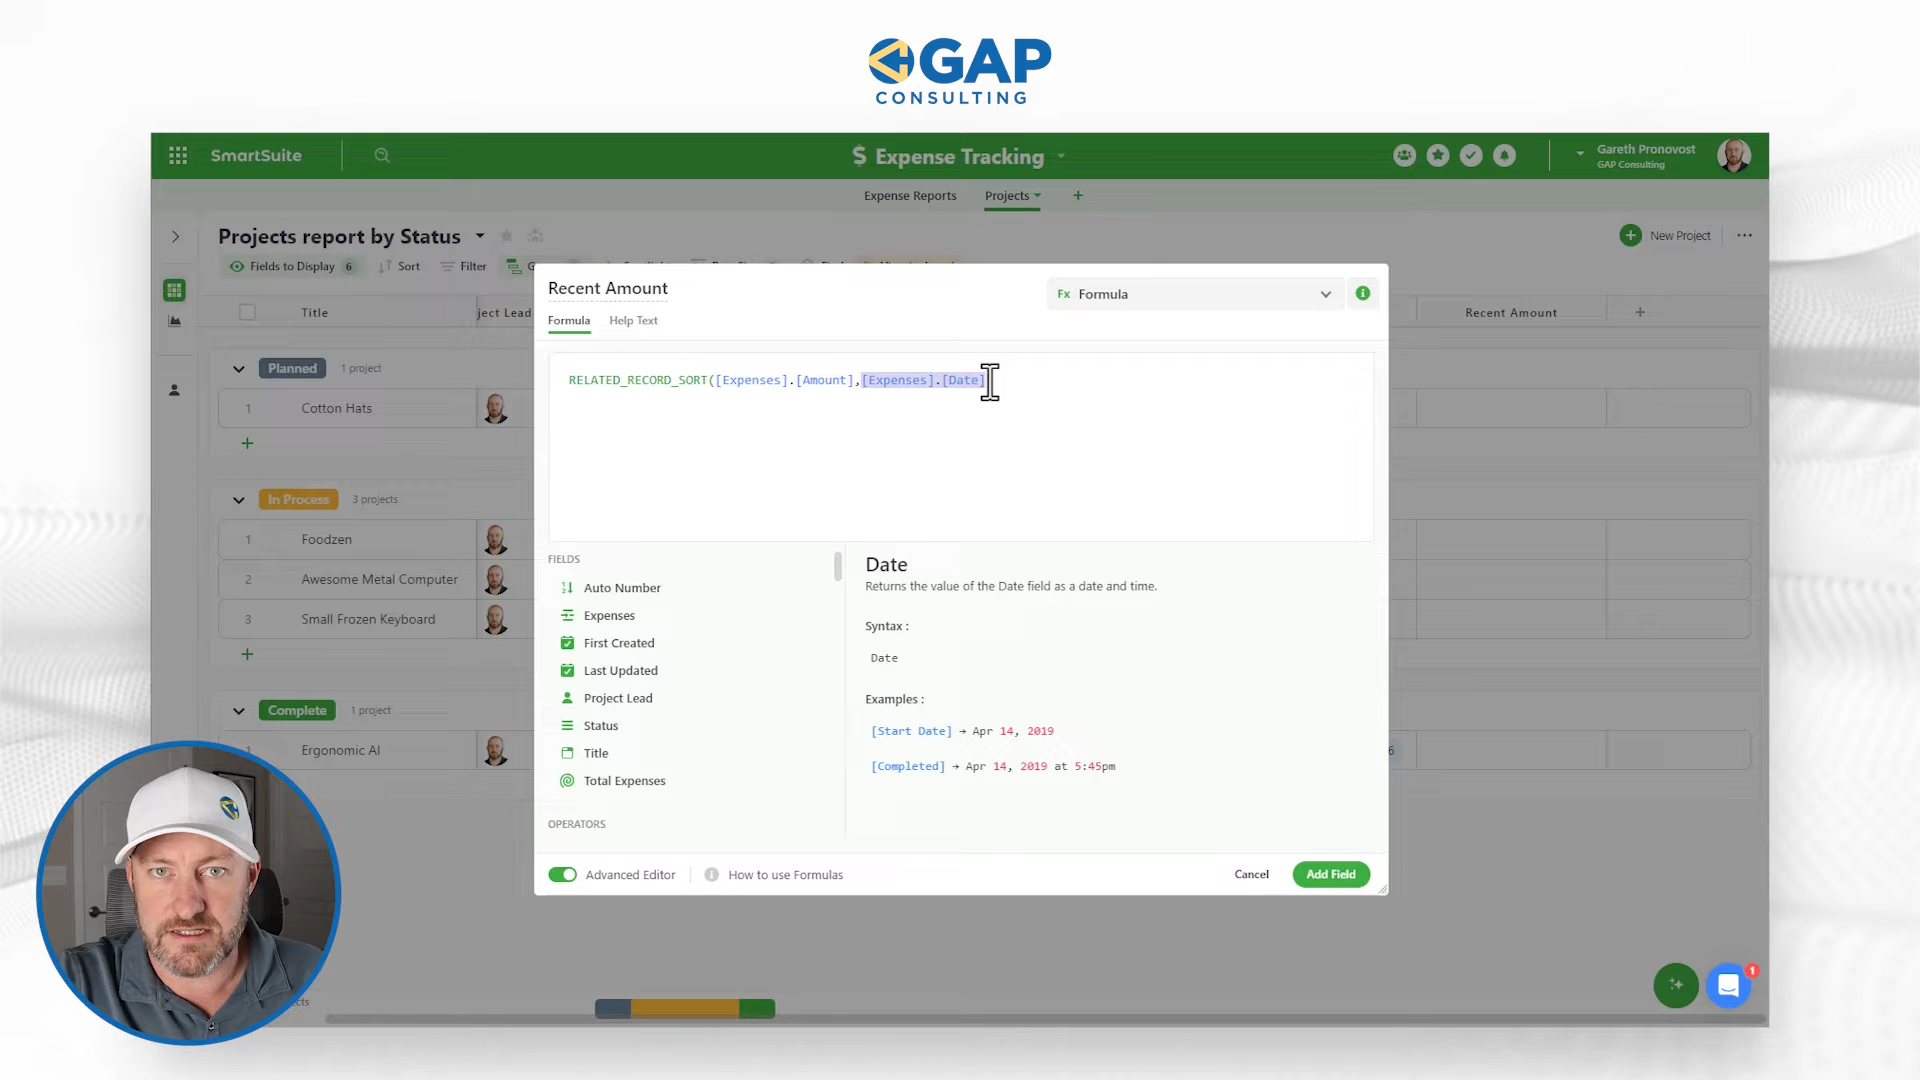 GAP
CONSULTING
SmartSuite
$ Expense Tracking
Gareth Pronovost
GAP Consulting
Expense Reports
Projects
+
Projects report by Status
New Project
Fields to Display 6
Sort
Filter
Title
ject Lead
Recent Amount
+
Planned
1 project
1
Cotton Hats
+
In Process
3 projects
1
Foodzen
2
Awesome Metal Computer
3
Small Frozen Keyboard
+
Complete
1 project
Ergonomic AI
6
Recent Amount
Fx Formula
Formula
Help Text
RELATED_RECORD_SORT([Expenses].[Amount],[Expenses].[Date]
FIELDS
Auto Number
Expenses
First Created
Last Updated
Project Lead
Status
Title
Total Expenses
OPERATORS
Date
Returns the value of the Date field as a date and time.
Syntax :
Date
Examples :
[Start Date] → Apr 14, 2019
[Completed] → Apr 14, 2019 at 5:45pm
Advanced Editor
How to use Formulas
Cancel
Add Field
1